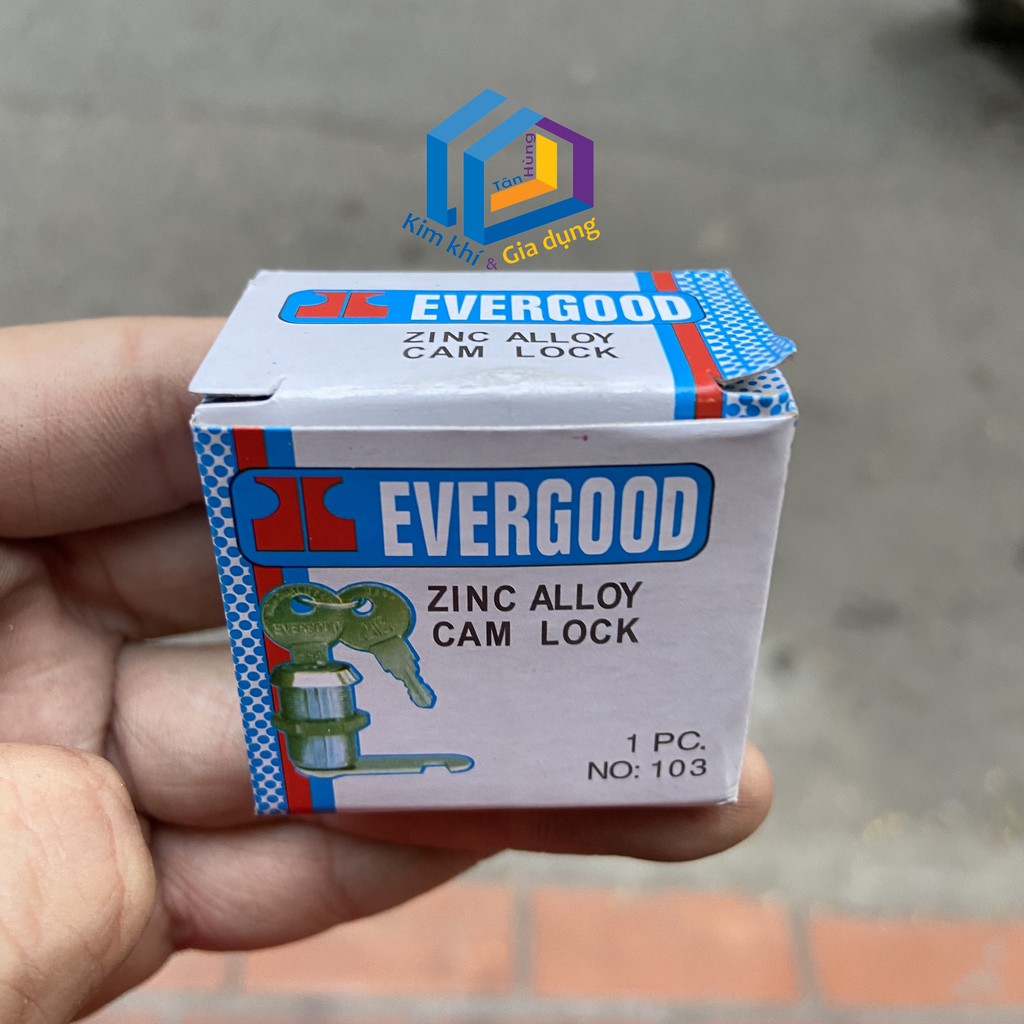 Tân Hùng
Kim khí & Gia dụng
EVERGOOD
ZINC ALLOY
CAM LOCK
EVERGOOD
ZINC ALLOY
CAM LOCK
EVERGOOD
1 PC.
NO: 103